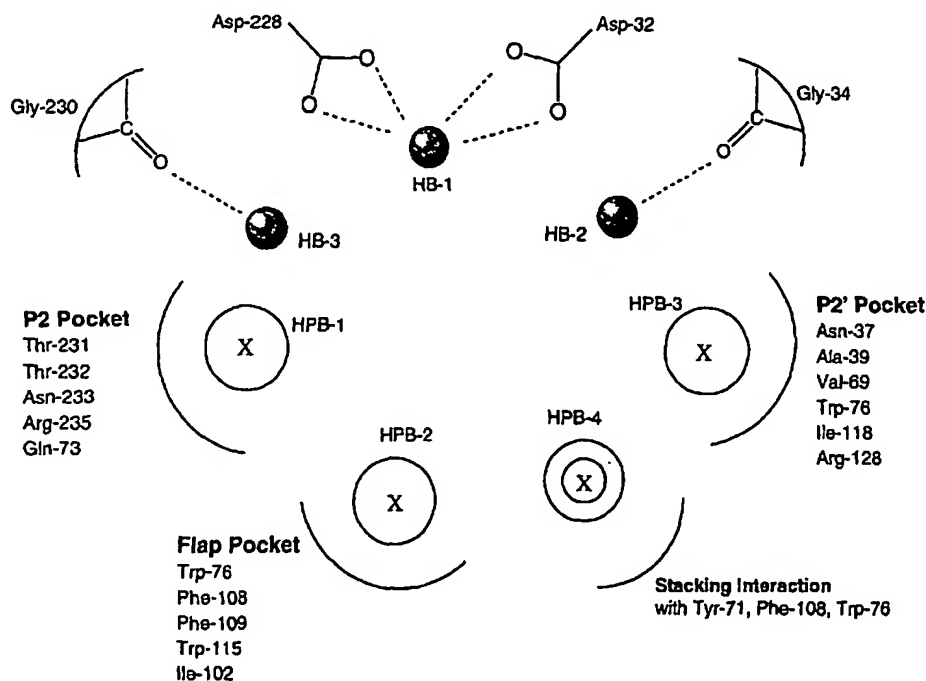 Asp-228
Asp-32
Gly-230
Gly-34
O
O
O
O
C
O
C
O
HB-1
HB-3
HB-2
P2 Pocket
Thr-231
Thr-232
Asn-233
Arg-235
Gln-73
HPB-1
X
HPB-3
X
P2' Pocket
Asn-37
Ala-39
Val-69
Trp-76
Ile-118
Arg-128
HPB-2
X
HPB-4
X
Flap Pocket
Trp-76
Phe-108
Phe-109
Trp-115
Ile-102
Stacking Interaction
with Tyr-71, Phe-108, Trp-76